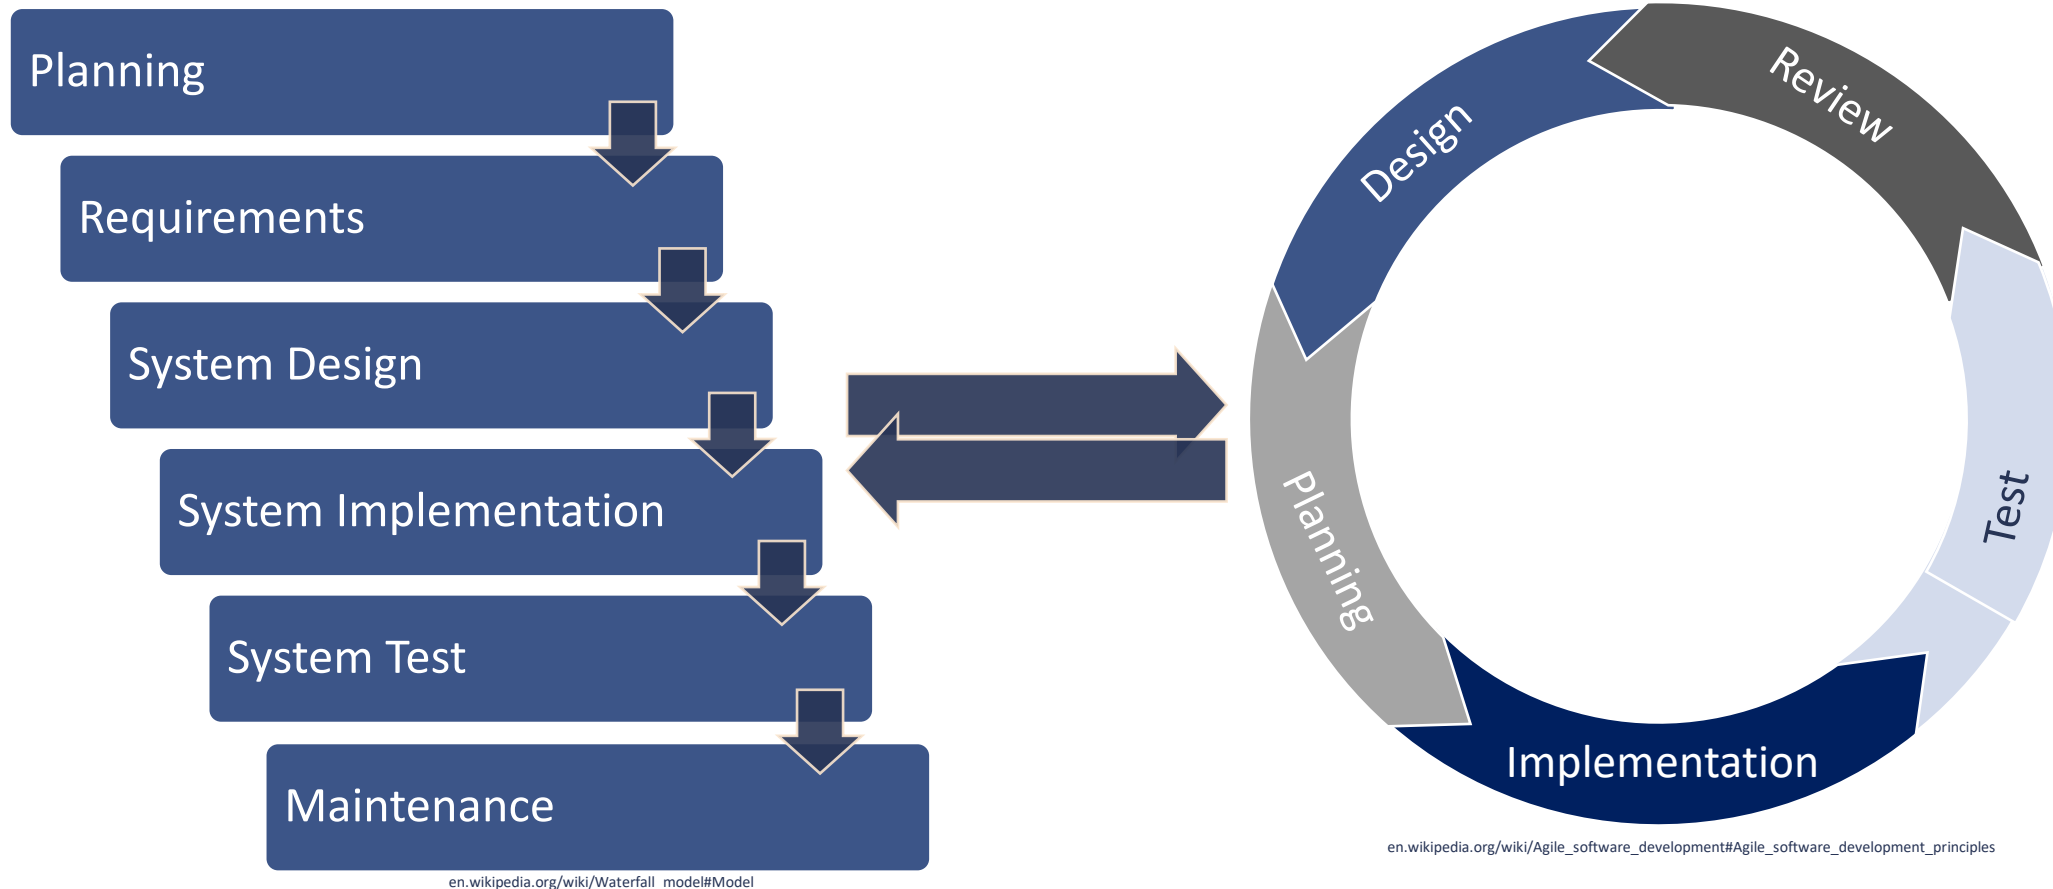 Planning
Requirements
System Design
System Implementation
System Test
Maintenance
en.wikipedia.org/wiki/Waterfall_model#Model
Design
Review
Planning
Test
Implementation
en.wikipedia.org/wiki/Agile_software_development#Agile_software_development_principles